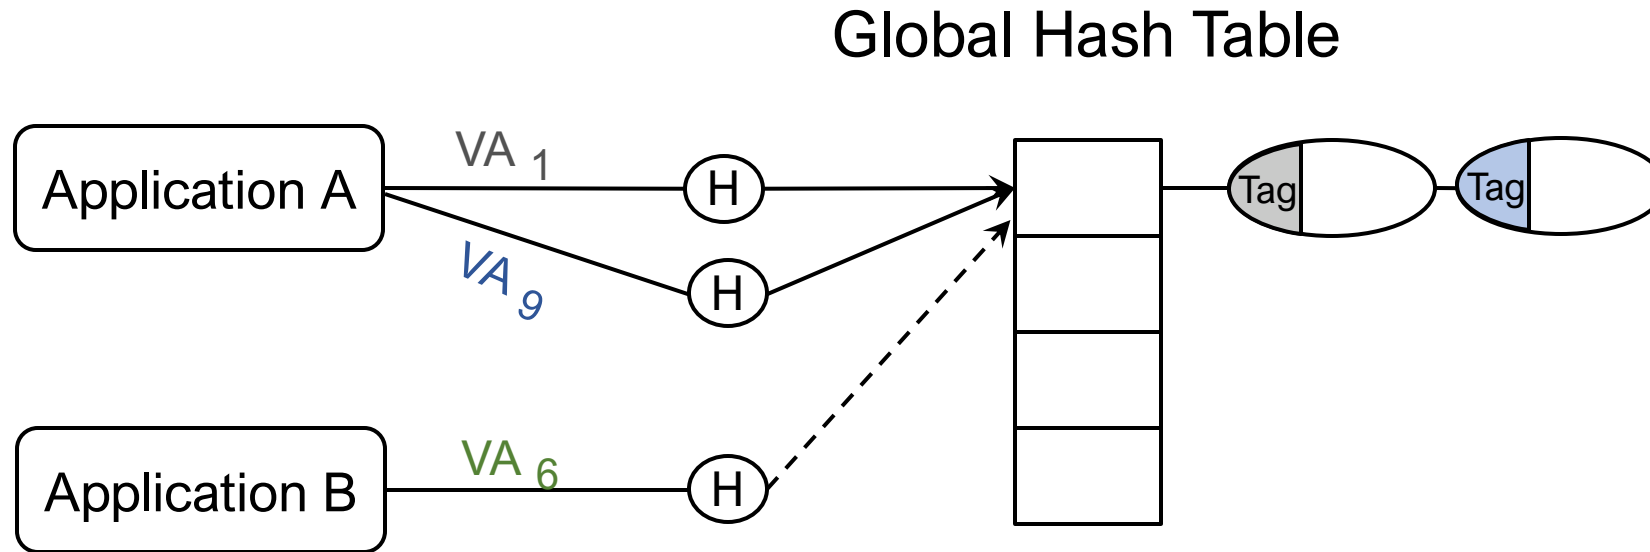 Global Hash Table
Application A
VA 1
H
Tag
Tag
VA 9
H
Application B
VA 6
H